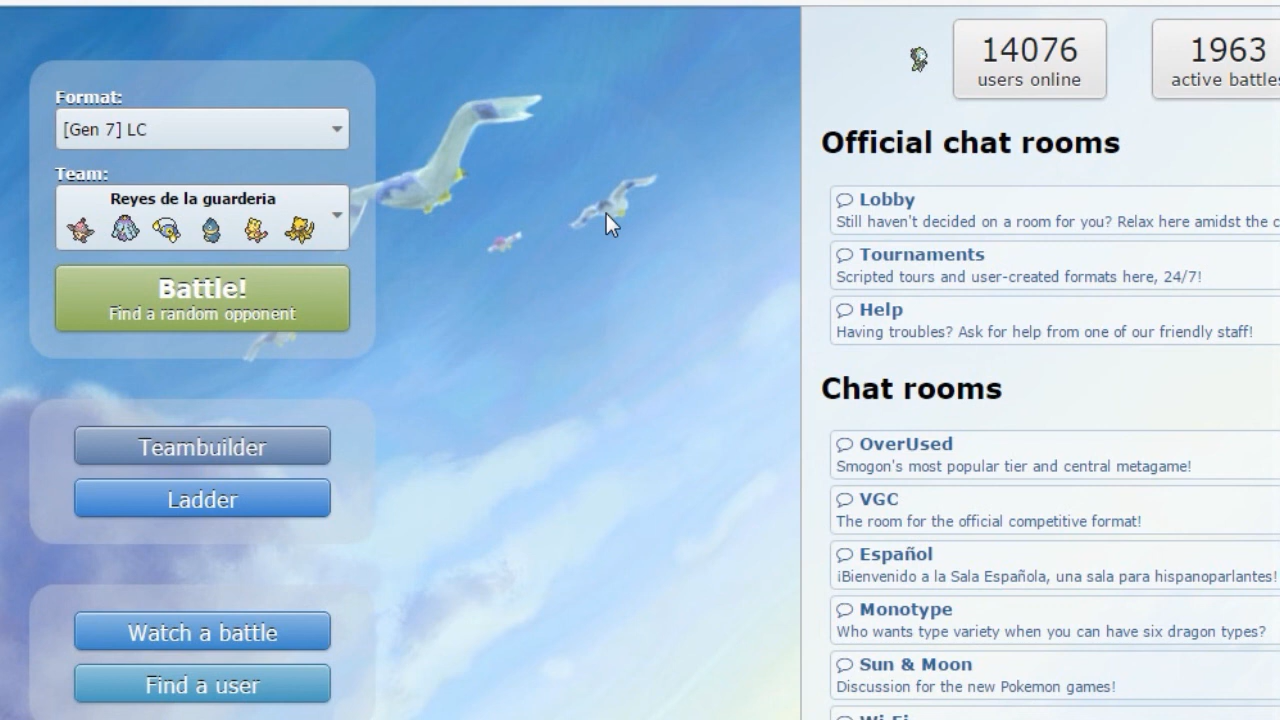 Format:
[Gen 7] LC
Team:
Reyes de la guarderia
Battle!
Find a random opponent
Teambuilder
Ladder
Watch a battle
Find a user
14076
users online
1963
active battles
Official chat rooms
Lobby
Still haven't decided on a room for you? Relax here amidst the
Tournaments
Scripted tours and user-created formats here, 24/7!
Help
Having troubles? Ask for help from one of our friendly staff!
Chat rooms
OverUsed
Smogon's most popular tier and central metagame!
VGC
The room for the official competitive format!
Español
¡Bienvenido a la Sala Española, una sala para hispanoparlantes!
Monotype
Who wants type variety when you can have six dragon types?
Sun & Moon
Discussion for the new Pokemon games!